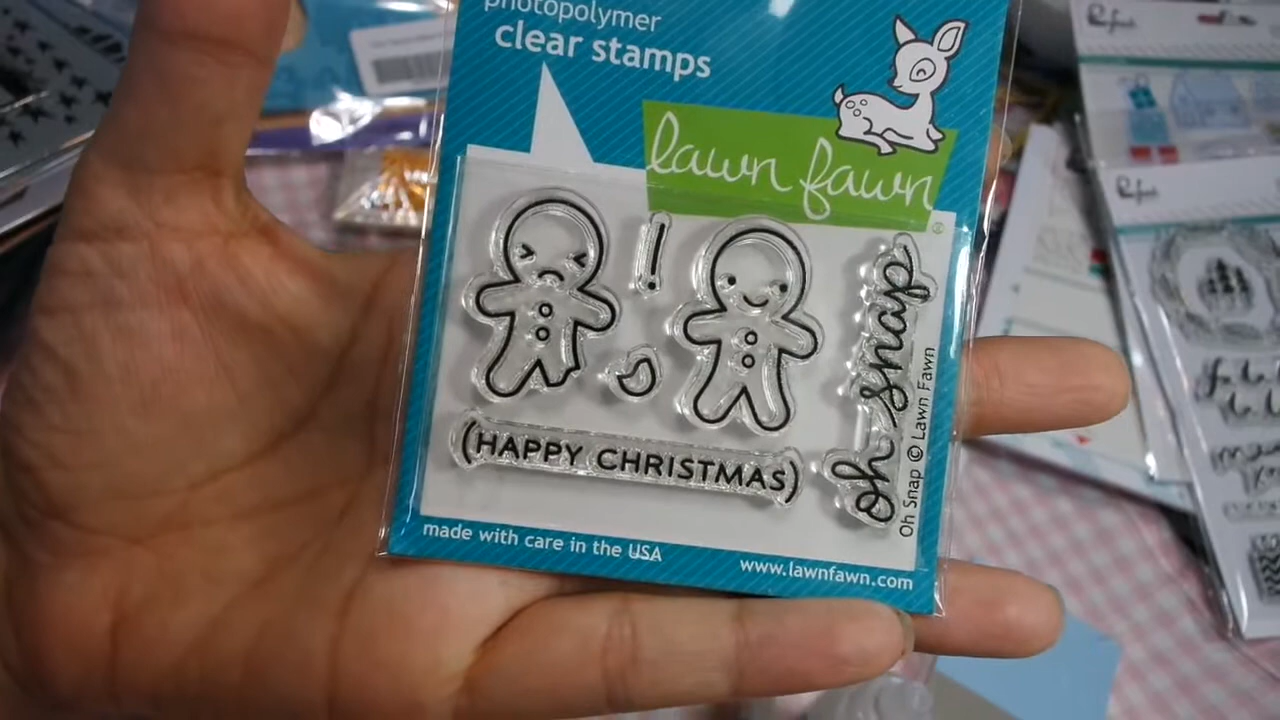 photopolymer
clear stamps
lawn fawn
!
(HAPPY CHRISTMAS)
oh snap
Oh Snap © Lawn Fawn
made with care in the USA
www.lawnfawn.com